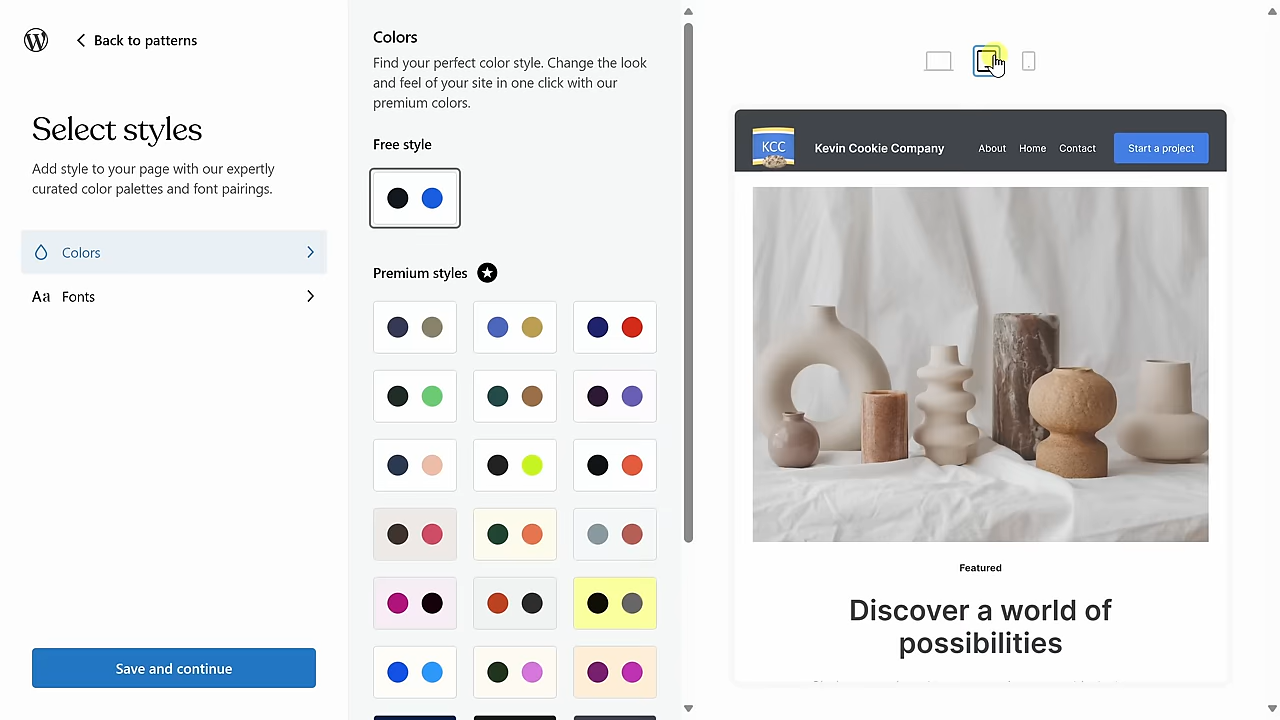 Back to patterns
Select styles
Add style to your page with our expertly
curated color palettes and font pairings.
Colors
Aa Fonts
Save and continue
Colors
Find your perfect color style. Change the look
and feel of your site in one click with our
premium colors.
Free style
Premium styles
KCC
Kevin Cookie Company
About
Home
Contact
Start a project
Featured
Discover a world of
possibilities